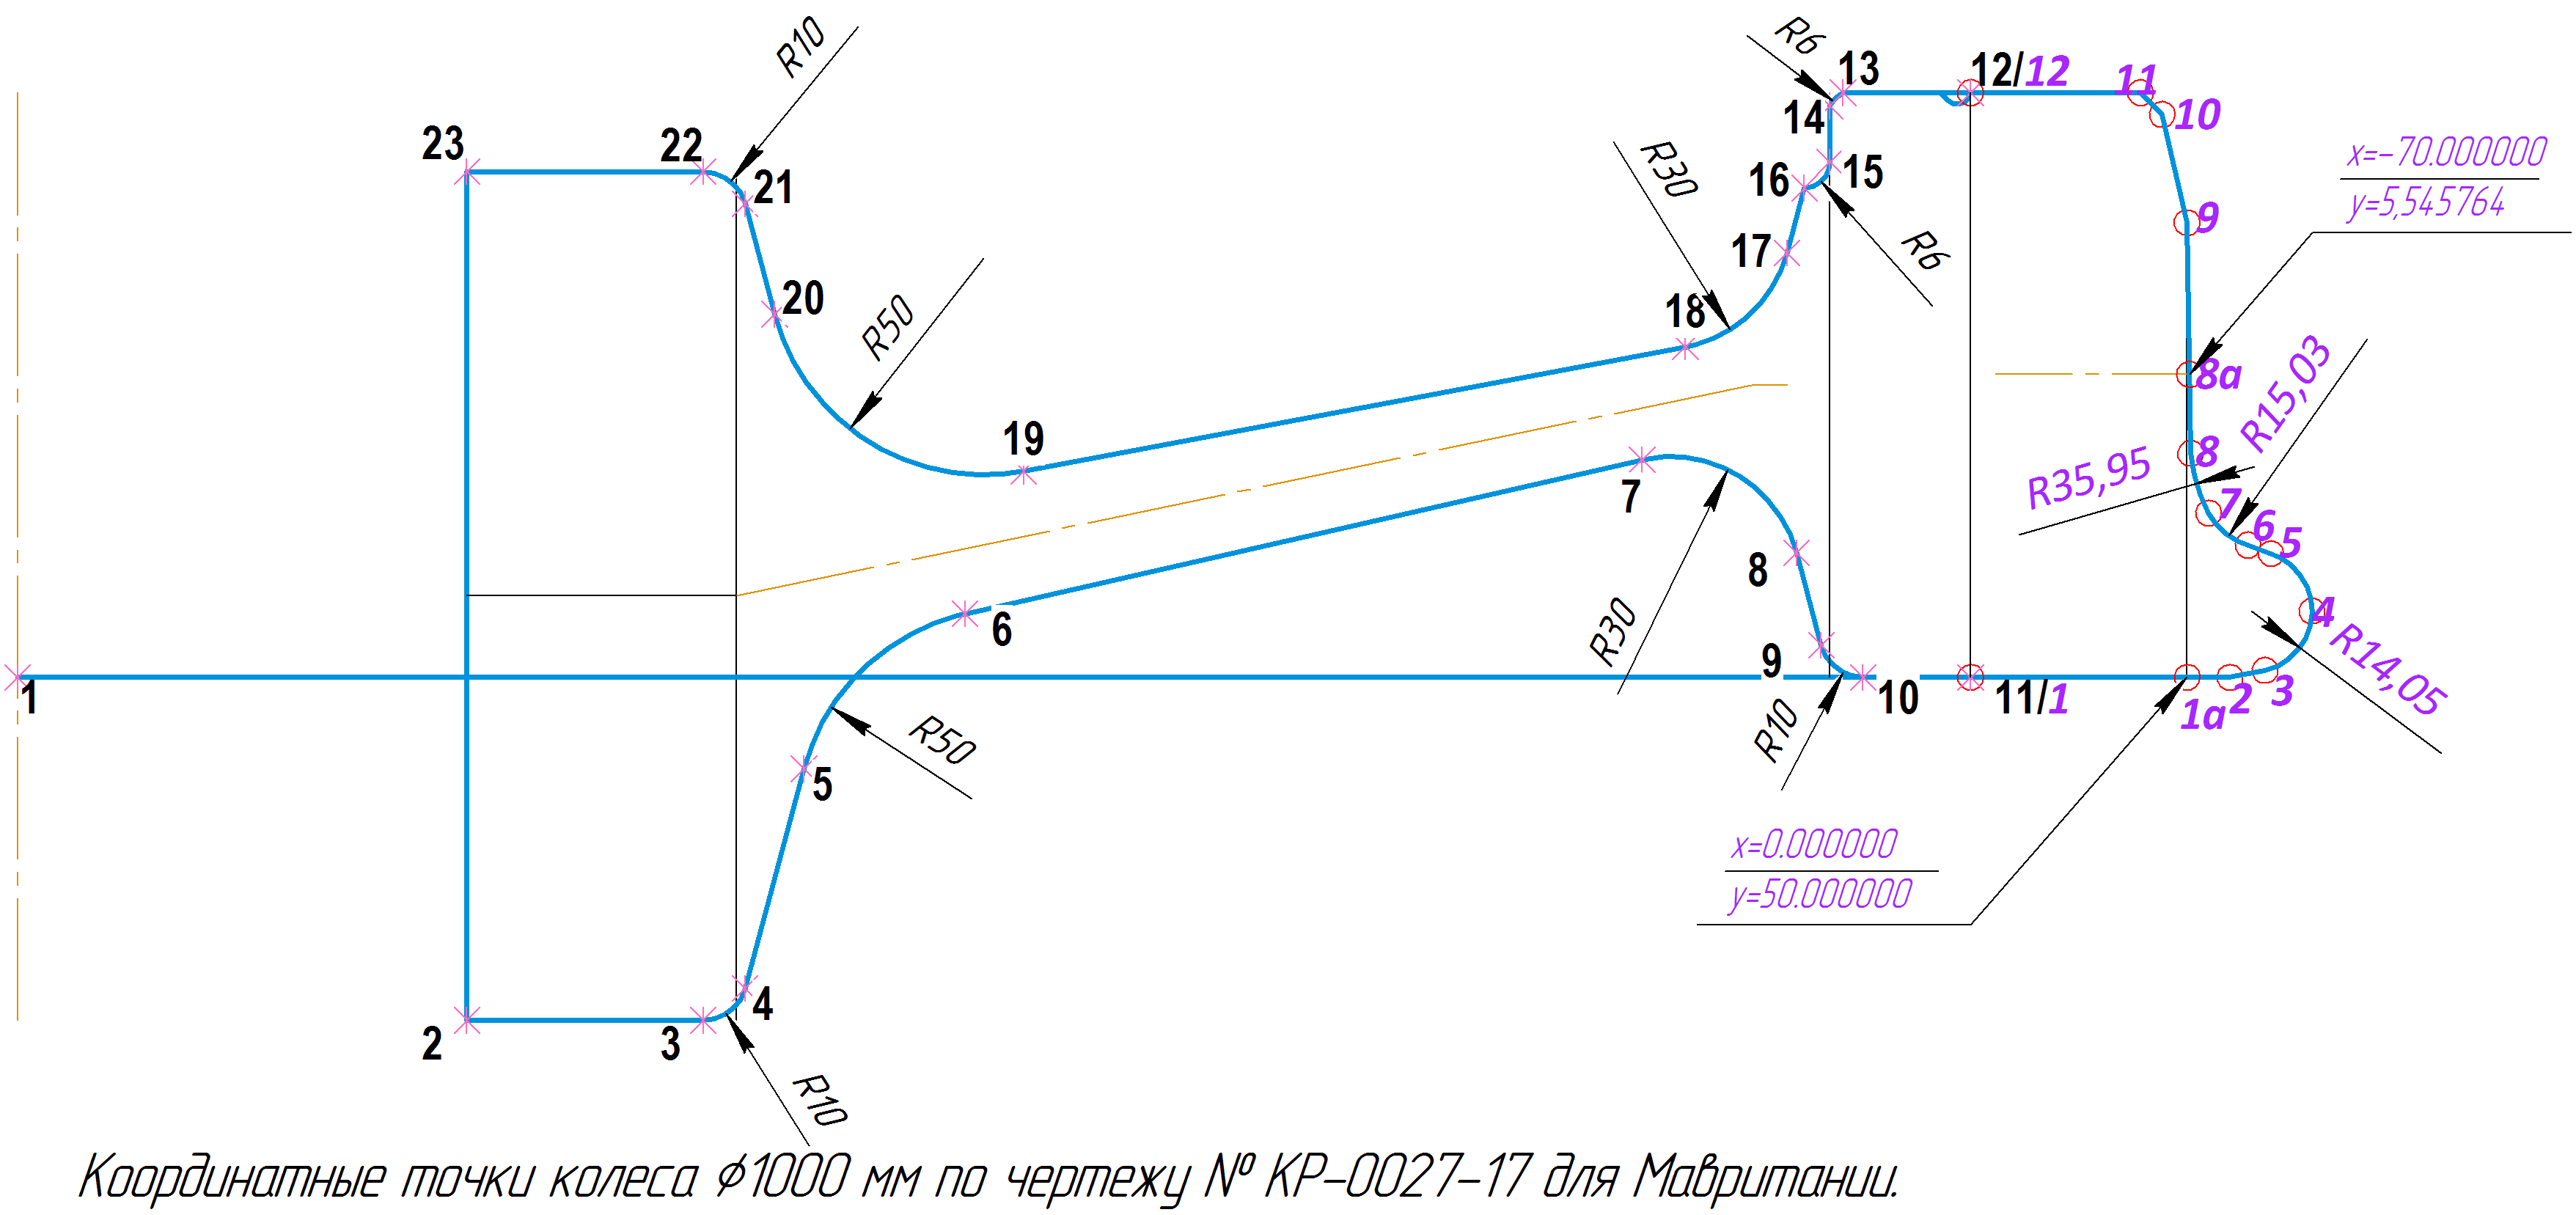 R10
R6
13
12/12
11
10
14
23
22
21
R30
16
15
x=-70.000000
y=5,545764
9
17
R6
20
R50
18
8a
R15,03
19
8
R35,95
7
7
6
5
8
6
R30
4
R14,05
9
1
10
11/1
1a
2
3
R50
R10
5
x=0.000000
y=50.000000
4
2
3
R10
Координатные точки колеса ϕ1000 мм по чертежу № КР-0027-17 для Мавритании.